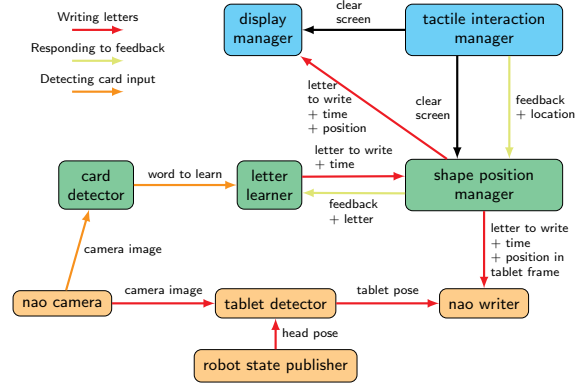 Writing letters
Responding to feedback
Detecting card input
display
manager
clear
screen
tactile interaction
manager
letter
to write
+ time
+ position
clear
screen
feedback
+ location
card
detector
word to learn
letter
learner
letter to write
+ time
feedback
+ letter
shape position
manager
camera image
letter to write
+ time
+ position in
tablet frame
nao camera
camera image
tablet detector
tablet pose
nao writer
head pose
robot state publisher